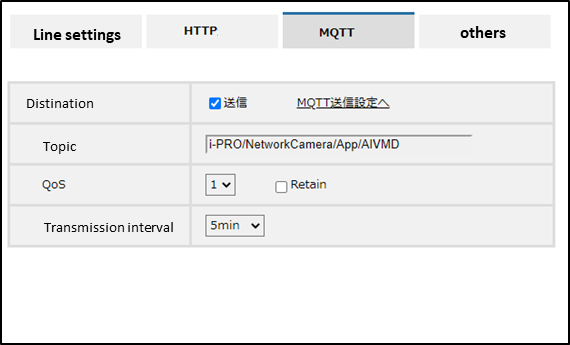 Line settings HTTP MQTT others
Distination 送信 MQTT送信設定へ
Topic i-PRO/NetworkCamera/App/AIVMD
QoS 1 Retain
Transmission interval 5min